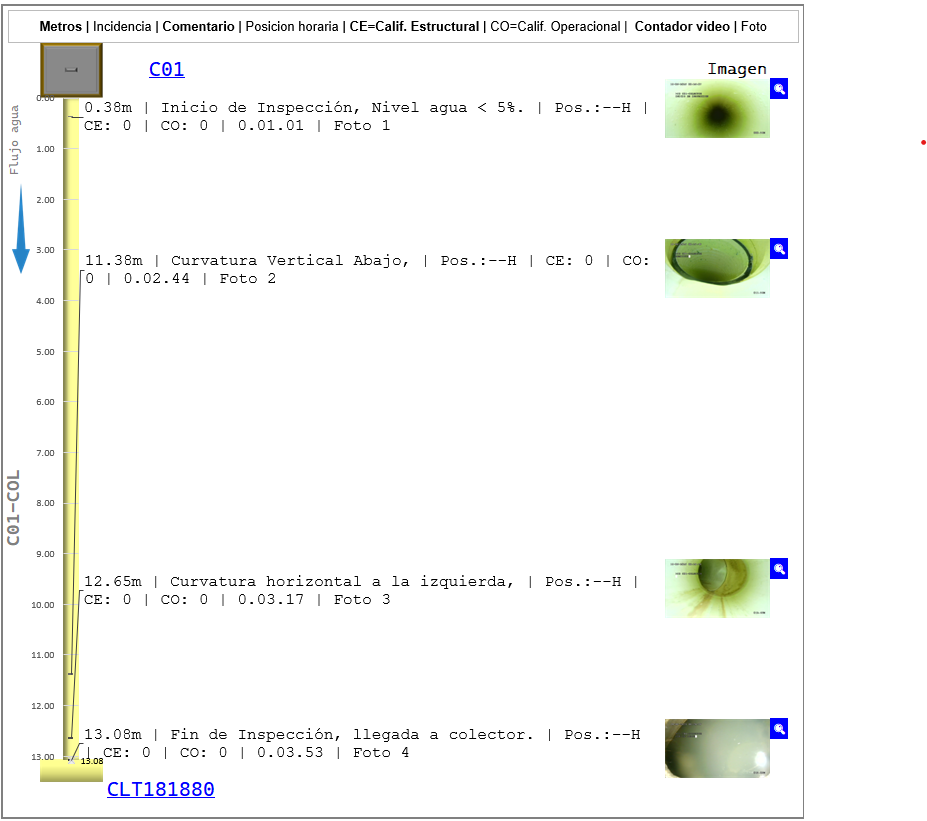 Metros | Incidencia | Comentario | Posicion horaria | CE=Calif. Estructural | CO=Calif. Operacional | Contador video | Foto
C01
Imagen
Flujo agua
0.00
0.38m | Inicio de Inspección, Nivel agua < 5%. | Pos.:--H |
CE: 0 | CO: 0 | 0.01.01 | Foto 1
1.00
2.00
3.00
11.38m | Curvatura Vertical Abajo, | Pos.:--H | CE: 0 | CO:
0 | 0.02.44 | Foto 2
4.00
5.00
6.00
7.00
8.00
C01-COL
9.00
12.65m | Curvatura horizontal a la izquierda, | Pos.:--H |
CE: 0 | CO: 0 | 0.03.17 | Foto 3
10.00
11.00
12.00
13.08m | Fin de Inspección, llegada a colector. | Pos.:--H
| CE: 0 | CO: 0 | 0.03.53 | Foto 4
13.00
13.08
CLT181880